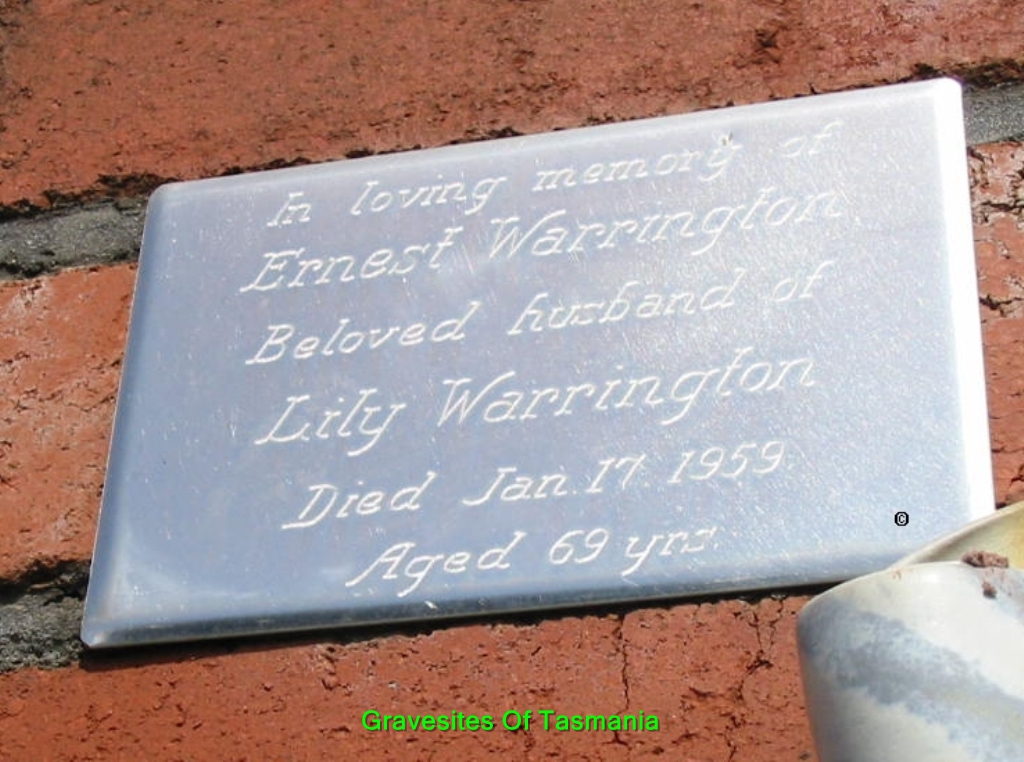 In loving memory of
Ernest Warrington
Beloved husband of
Lily Warrington
Died Jan. 17. 1959.
Aged 69 yrs.
©
Gravesites Of Tasmania